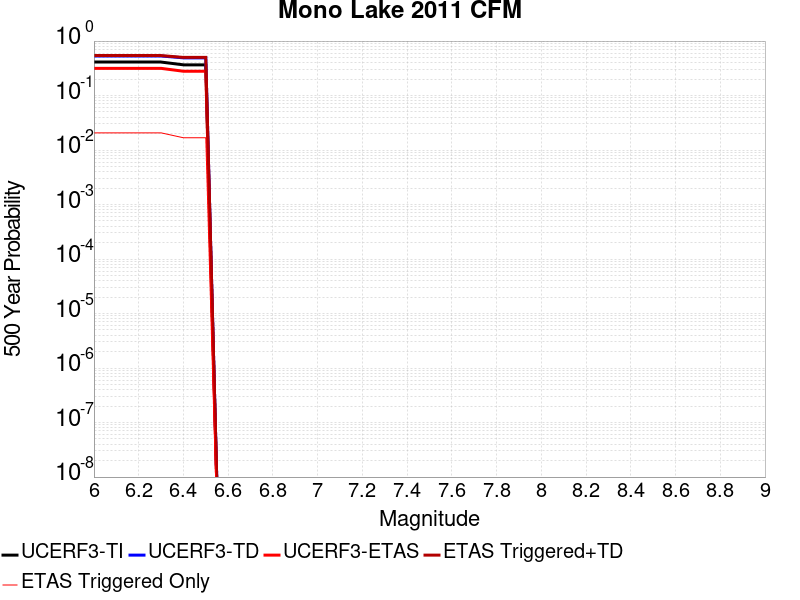 Mono Lake 2011 CFM
500 Year Probability
10^0
10^-1
10^-2
10^-3
10^-4
10^-5
10^-6
10^-7
10^-8
6 6.2 6.4 6.6 6.8 7 7.2 7.4 7.6 7.8 8 8.2 8.4 8.6 8.8 9
Magnitude
UCERF3-TI UCERF3-TD UCERF3-ETAS ETAS Triggered+TD
ETAS Triggered Only